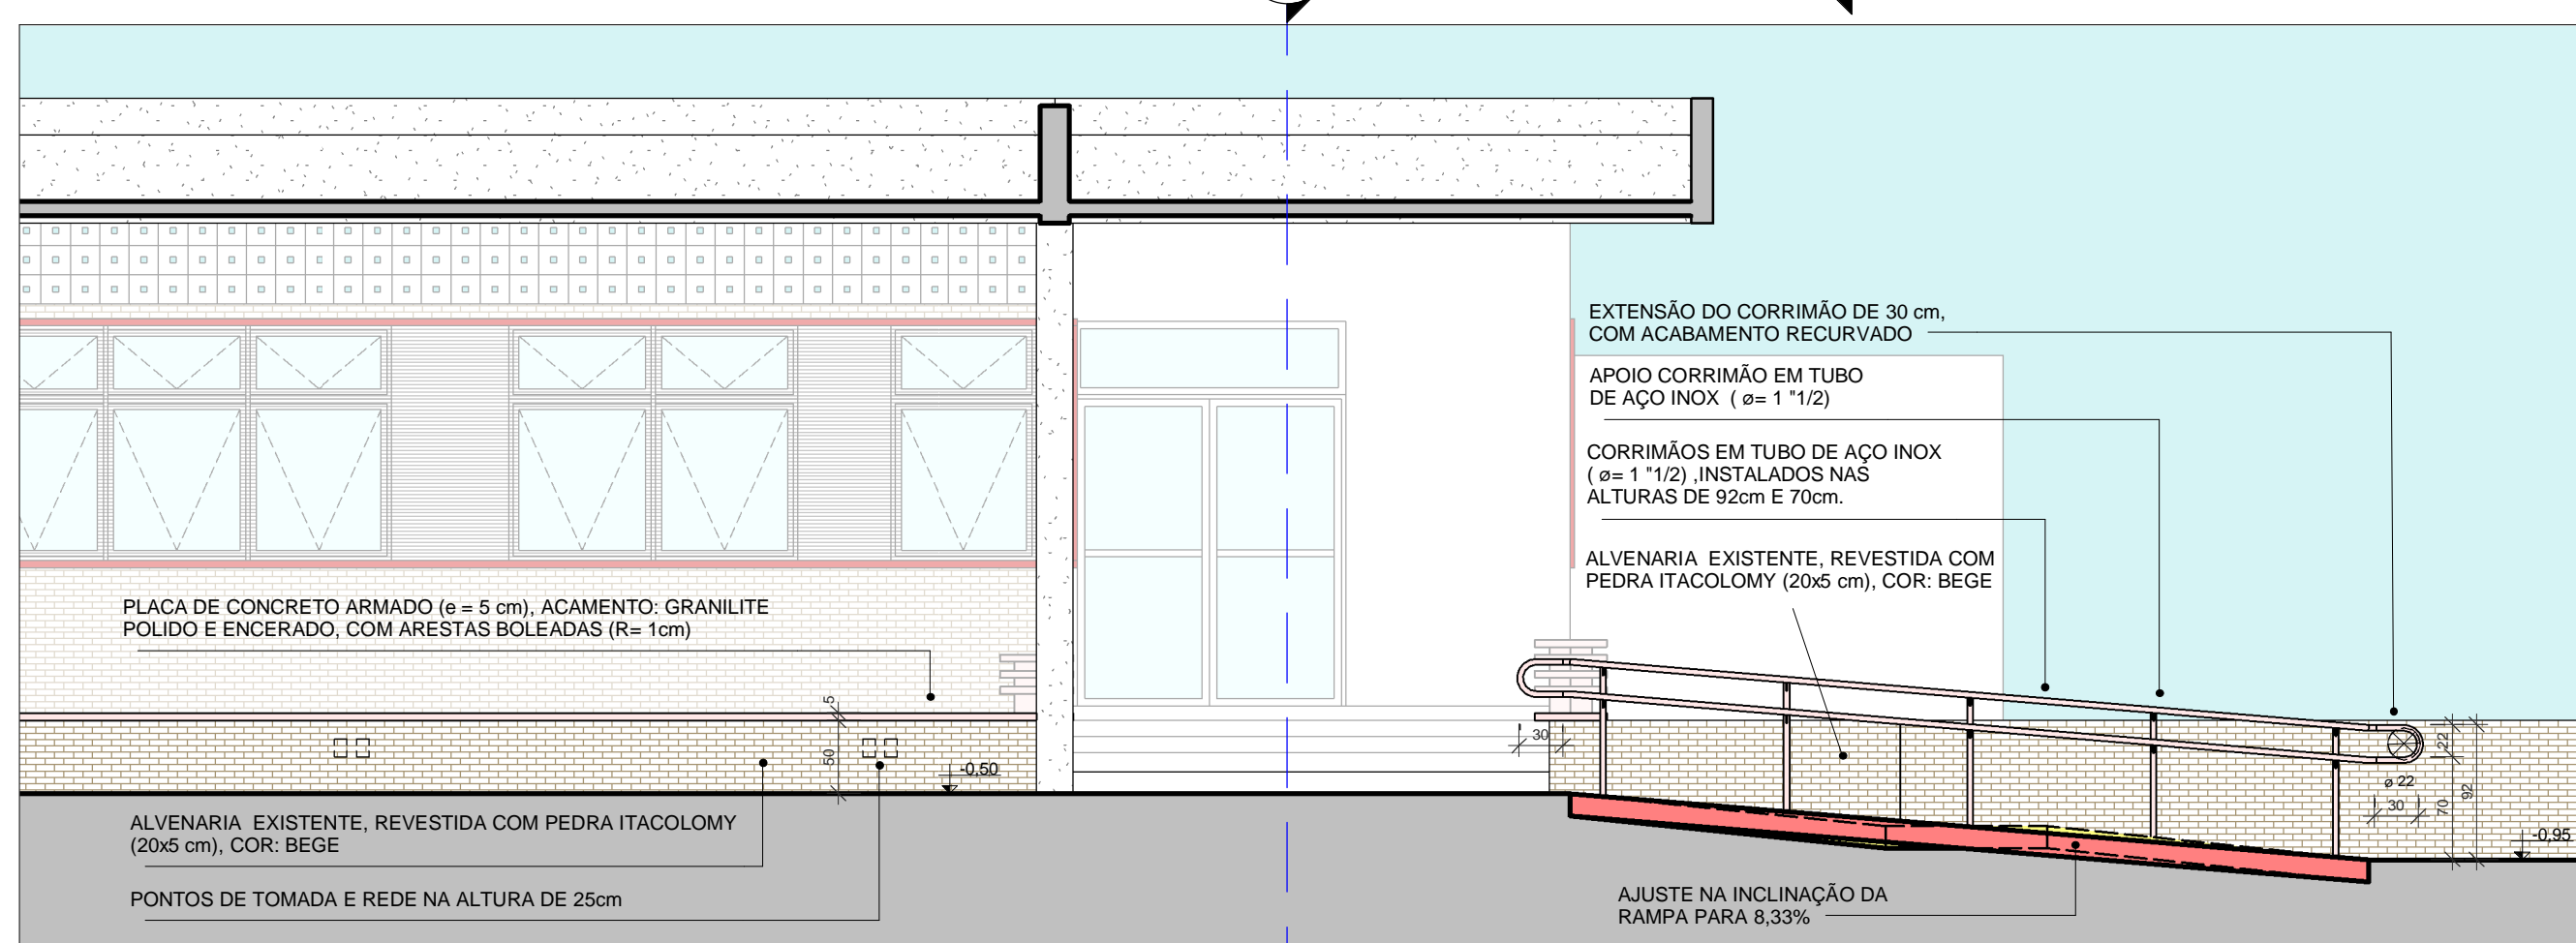 EXTENSÃO DO CORRIMÃO DE 30 cm,
COM ACABAMENTO RECURVADO
APOIO CORRIMÃO EM TUBO
DE AÇO INOX ( ø= 1 "1/2)
CORRIMÃOS EM TUBO DE AÇO INOX
( ø= 1 "1/2) ,INSTALADOS NAS
ALTURAS DE 92cm E 70cm.
ALVENARIA EXISTENTE, REVESTIDA COM
PEDRA ITACOLOMY (20x5 cm), COR: BEGE
PLACA DE CONCRETO ARMADO (e = 5 cm), ACAMENTO: GRANILITE
POLIDO E ENCERADO, COM ARESTAS BOLEADAS (R= 1cm)
5
50
-0,50
30
22
ø 22
30
70
92
-0,95
ALVENARIA EXISTENTE, REVESTIDA COM PEDRA ITACOLOMY
(20x5 cm), COR: BEGE
PONTOS DE TOMADA E REDE NA ALTURA DE 25cm
AJUSTE NA INCLINAÇÃO DA
RAMPA PARA 8,33%